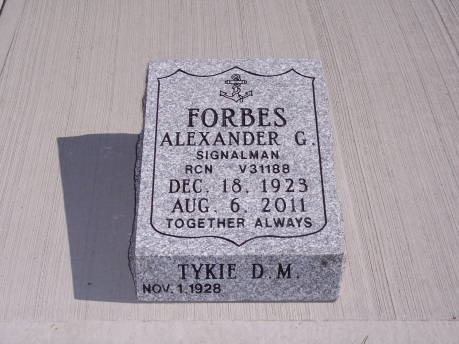 FORBES
ALEXANDER G.
SIGNALMAN
RCN V31188
DEC. 18, 1923
AUG. 6, 2011
TOGETHER ALWAYS
TYKIE D.M.
NOV. 1, 1928